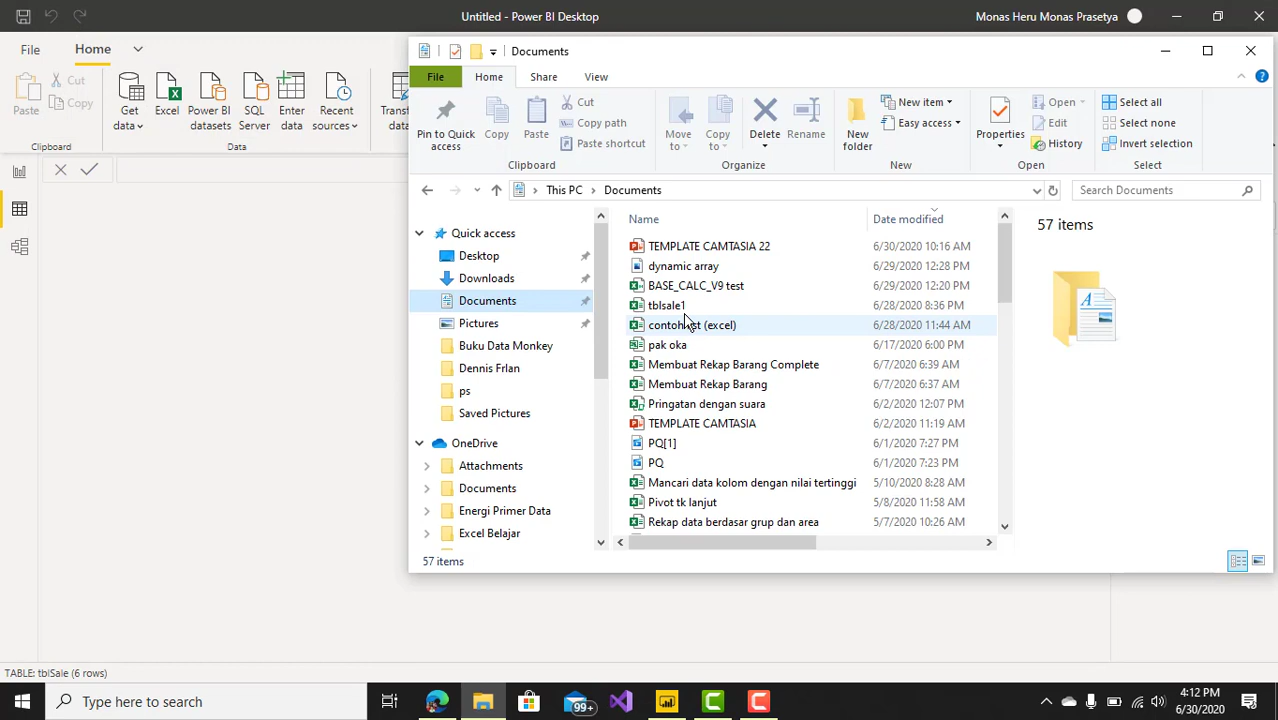 Untitled - Power BI Desktop
Monas Heru Monas Prasetya
File
Home
Paste
Cut
Copy
Get data
Excel
Power BI datasets
SQL Server
Enter data
Recent sources
Clipboard
Data
Documents
File
Home
Share
View
Pin to Quick access
Copy
Paste
Cut
Copy path
Paste shortcut
Move to
Copy to
Delete
Rename
New folder
New item
Easy access
Properties
Open
Edit
History
Select all
Select none
Invert selection
Clipboard
Organize
New
Open
Select
This PC > Documents
Search Documents
Quick access
Desktop
Downloads
Documents
Pictures
Buku Data Monkey
Dennis Frlan
ps
Saved Pictures
OneDrive
Attachments
Documents
Energi Primer Data
Excel Belajar
Name Date modified
TEMPLATE CAMTASIA 22 6/30/2020 10:16 AM
dynamic array 6/29/2020 12:28 PM
BASE_CALC_V9 test 6/29/2020 12:20 PM
tblsale1 6/28/2020 8:36 PM
(excel) 6/28/2020 11:44 AM
pak oka 6/17/2020 6:00 PM
Membuat Rekap Barang Complete 6/7/2020 6:39 AM
Membuat Rekap Barang 6/7/2020 6:37 AM
Pringatan dengan suara 6/2/2020 12:07 PM
TEMPLATE CAMTASIA 6/2/2020 11:19 AM
PQ[1] 6/1/2020 7:27 PM
PQ 6/1/2020 7:23 PM
Mancari data kolom dengan nilai tertinggi 5/10/2020 8:28 AM
Pivot tk lanjut 5/8/2020 11:58 AM
Rekap data berdasar grup dan area 5/7/2020 10:26 AM
57 items
57 items
TABLE: tblSale (6 rows)
Type here to search
99+
4:12 PM
6/30/2020